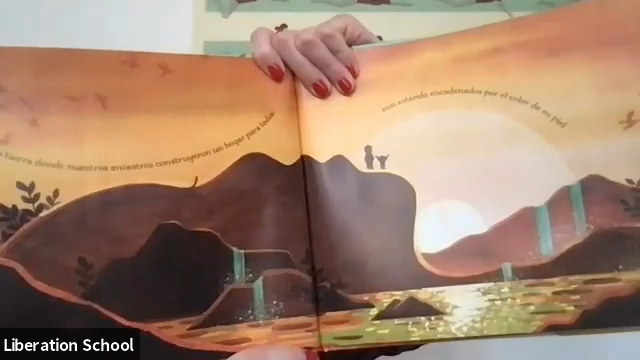 tierra donde nuestros ancestros construyeron un hogar para todos,
aún estando encadenados por el color de su piel
Liberation School